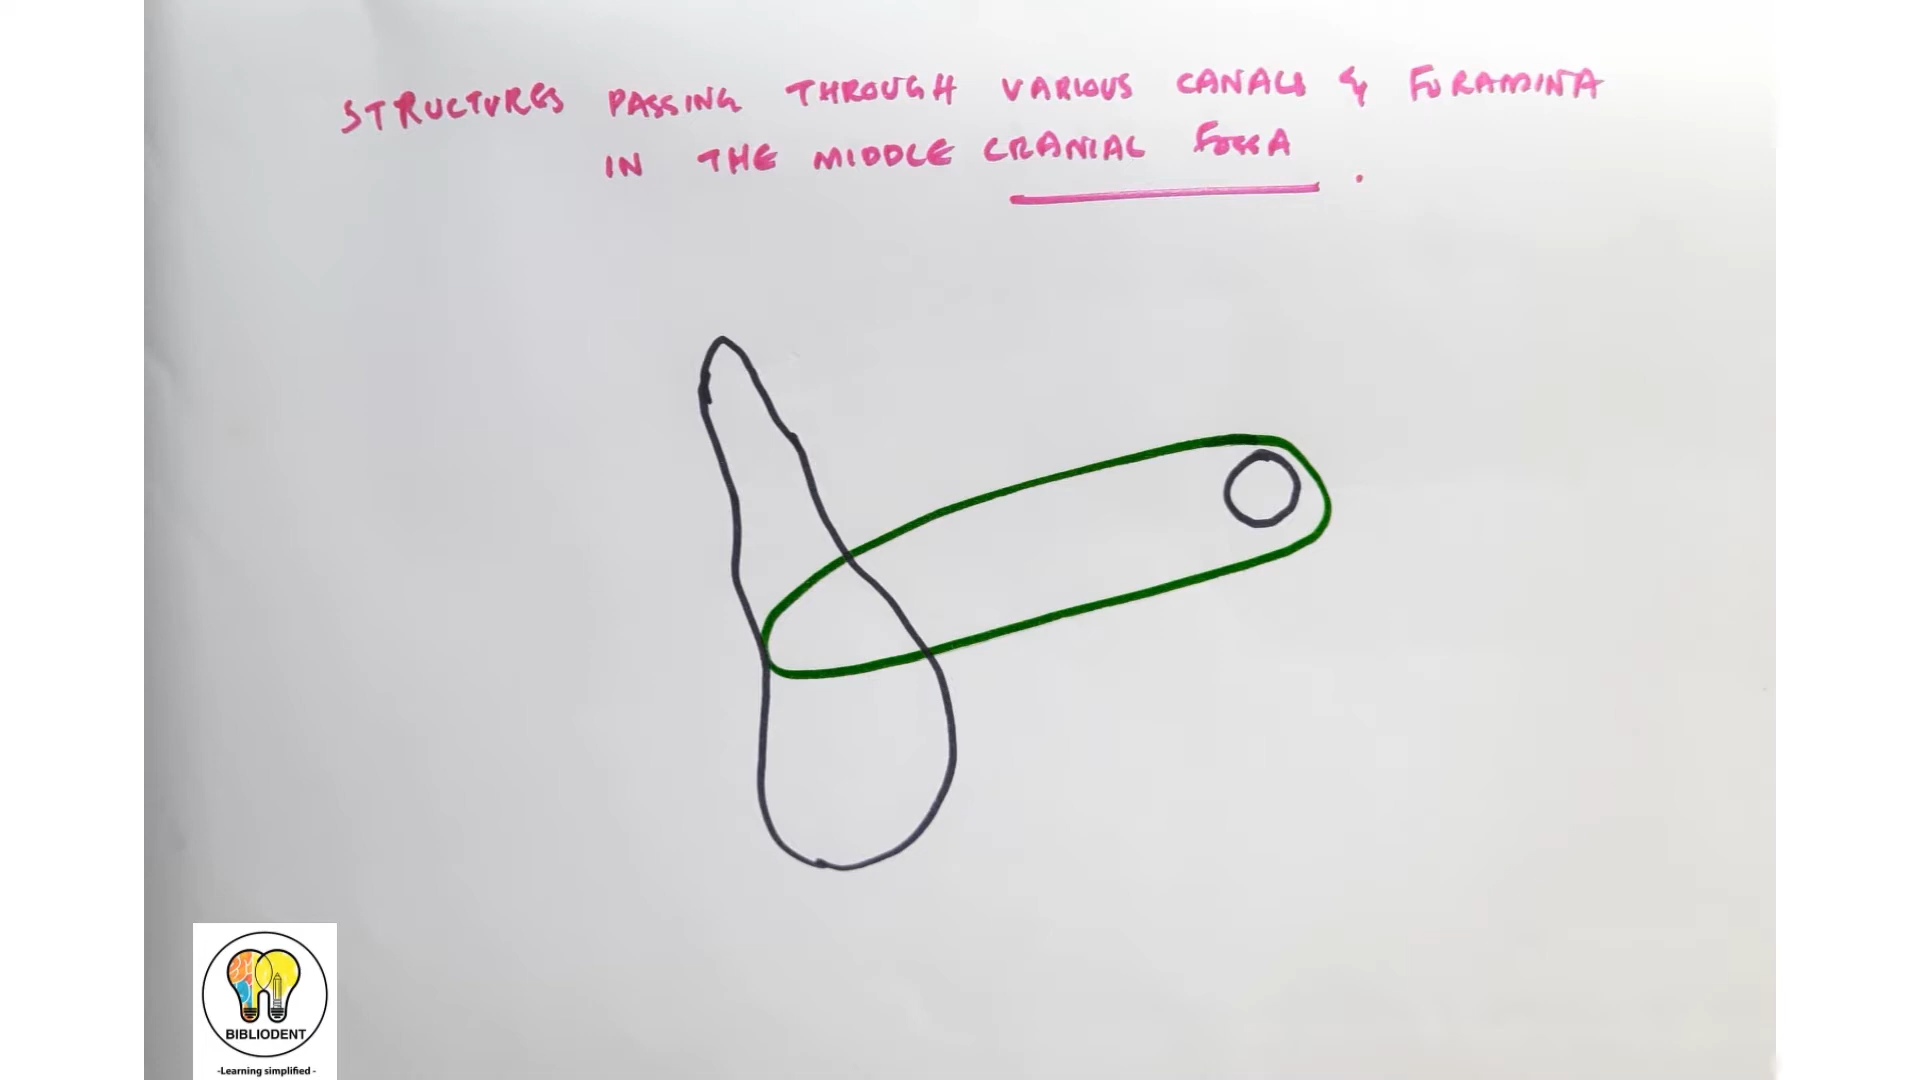 STRUCTURES PASSING THROUGH VARIOUS CANALS & FORAMINA
IN THE MIDDLE CRANIAL FOSSA.
BIBLIODENT
-Learning simplified-